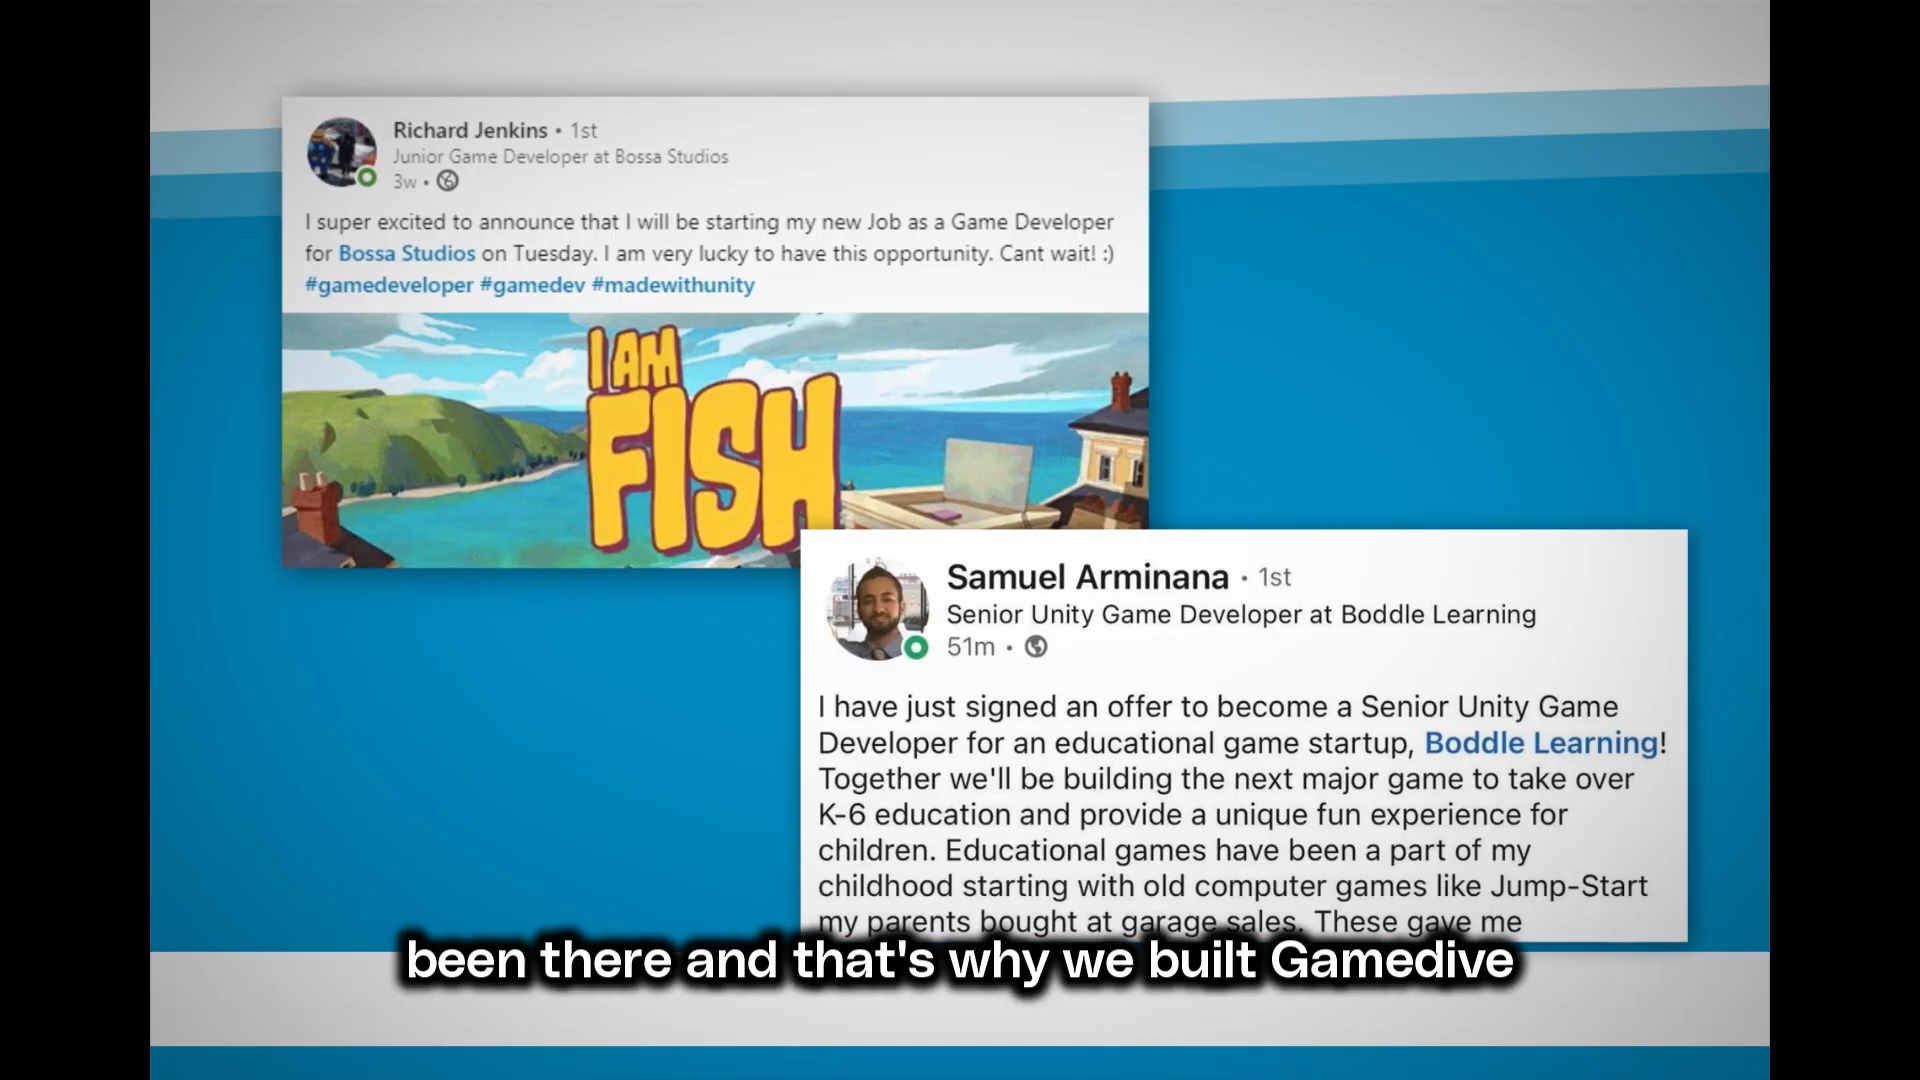 Richard Jenkins • 1st
Junior Game Developer at Bossa Studios
3w •
I super excited to announce that I will be starting my new Job as a Game Developer
for Bossa Studios on Tuesday. I am very lucky to have this opportunity. Cant wait! :)
#gamedeveloper #gamedev #madewithunity
I AM
FISH
Samuel Arminana • 1st
Senior Unity Game Developer at Boddle Learning
51m •
I have just signed an offer to become a Senior Unity Game
Developer for an educational game startup, Boddle Learning!
Together we'll be building the next major game to take over
K-6 education and provide a unique fun experience for
children. Educational games have been a part of my
childhood starting with old computer games like Jump-Start
my parents bought at garage sales. These gave me
been there and that's why we built Gamedive